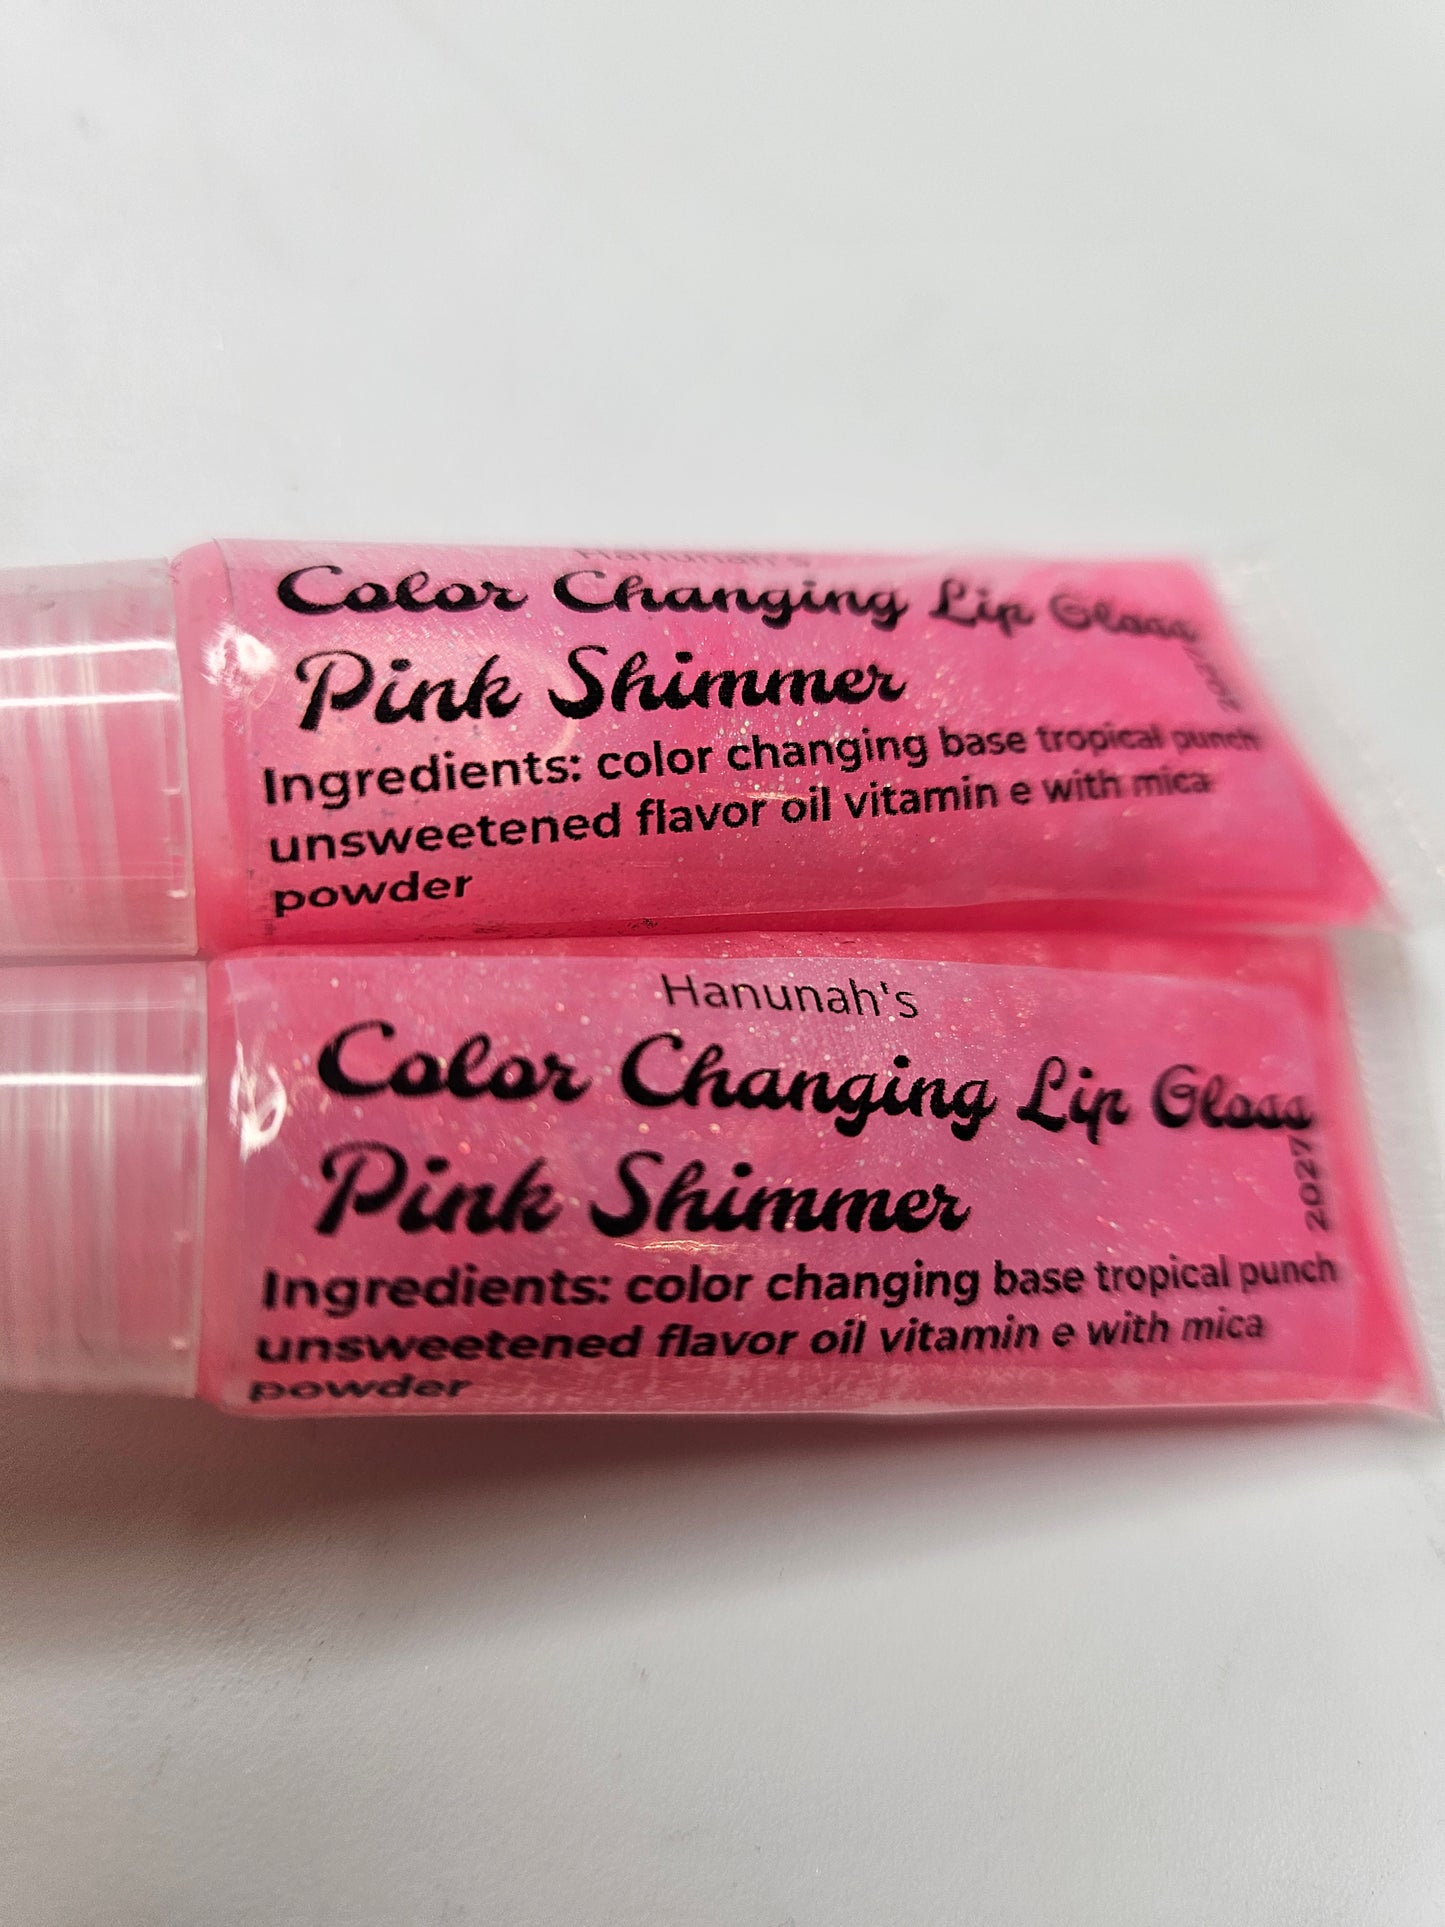 Hanunah's
Color Changing Lip Gloss
Pink Shimmer
Ingredients: color changing base tropical punch
unsweetened flavor oil vitamin e with mica
powder
2027
Hanunah's
Color Changing Lip Gloss
Pink Shimmer
Ingredients: color changing base tropical punch
unsweetened flavor oil vitamin e with mica
powder
2027